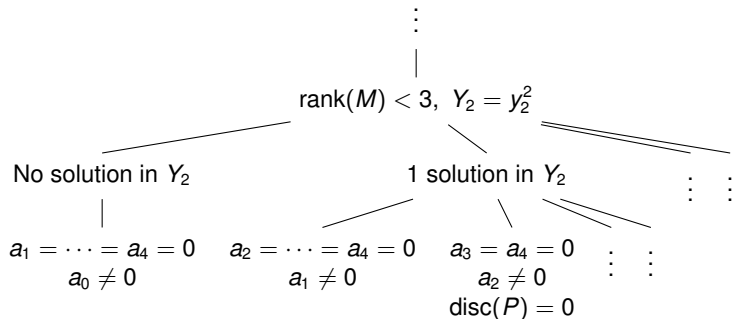 ⋮
rank(M) < 3, Y₂ = y₂²
No solution in Y₂
1 solution in Y₂
⋮ ⋮
a₁ = ⋯ = a₄ = 0
a₀ ≠ 0
a₂ = ⋯ = a₄ = 0
a₁ ≠ 0
a₃ = a₄ = 0
a₂ ≠ 0
disc(P) = 0
⋮ ⋮